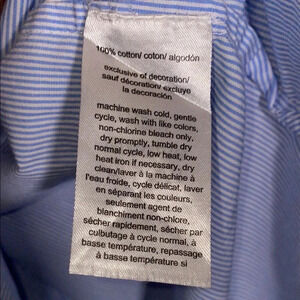 100% cotton/ coton/ algodón
exclusive of decoration/
sauf décoration/ excluye
la decoración
machine wash cold, gentle
cycle, wash with like colors,
non-chlorine bleach only,
dry promptly, tumble dry
normal cycle, low heat, low
heat iron if necessary, dry
clean/laver à la machine à
l'eau froide, cycle délicat, laver
en séparant les couleurs,
seulement agent de
blanchiment non-chlore,
sécher rapidement, sécher par
culbutage à cycle normal, à
basse température, repassage
à basse température si